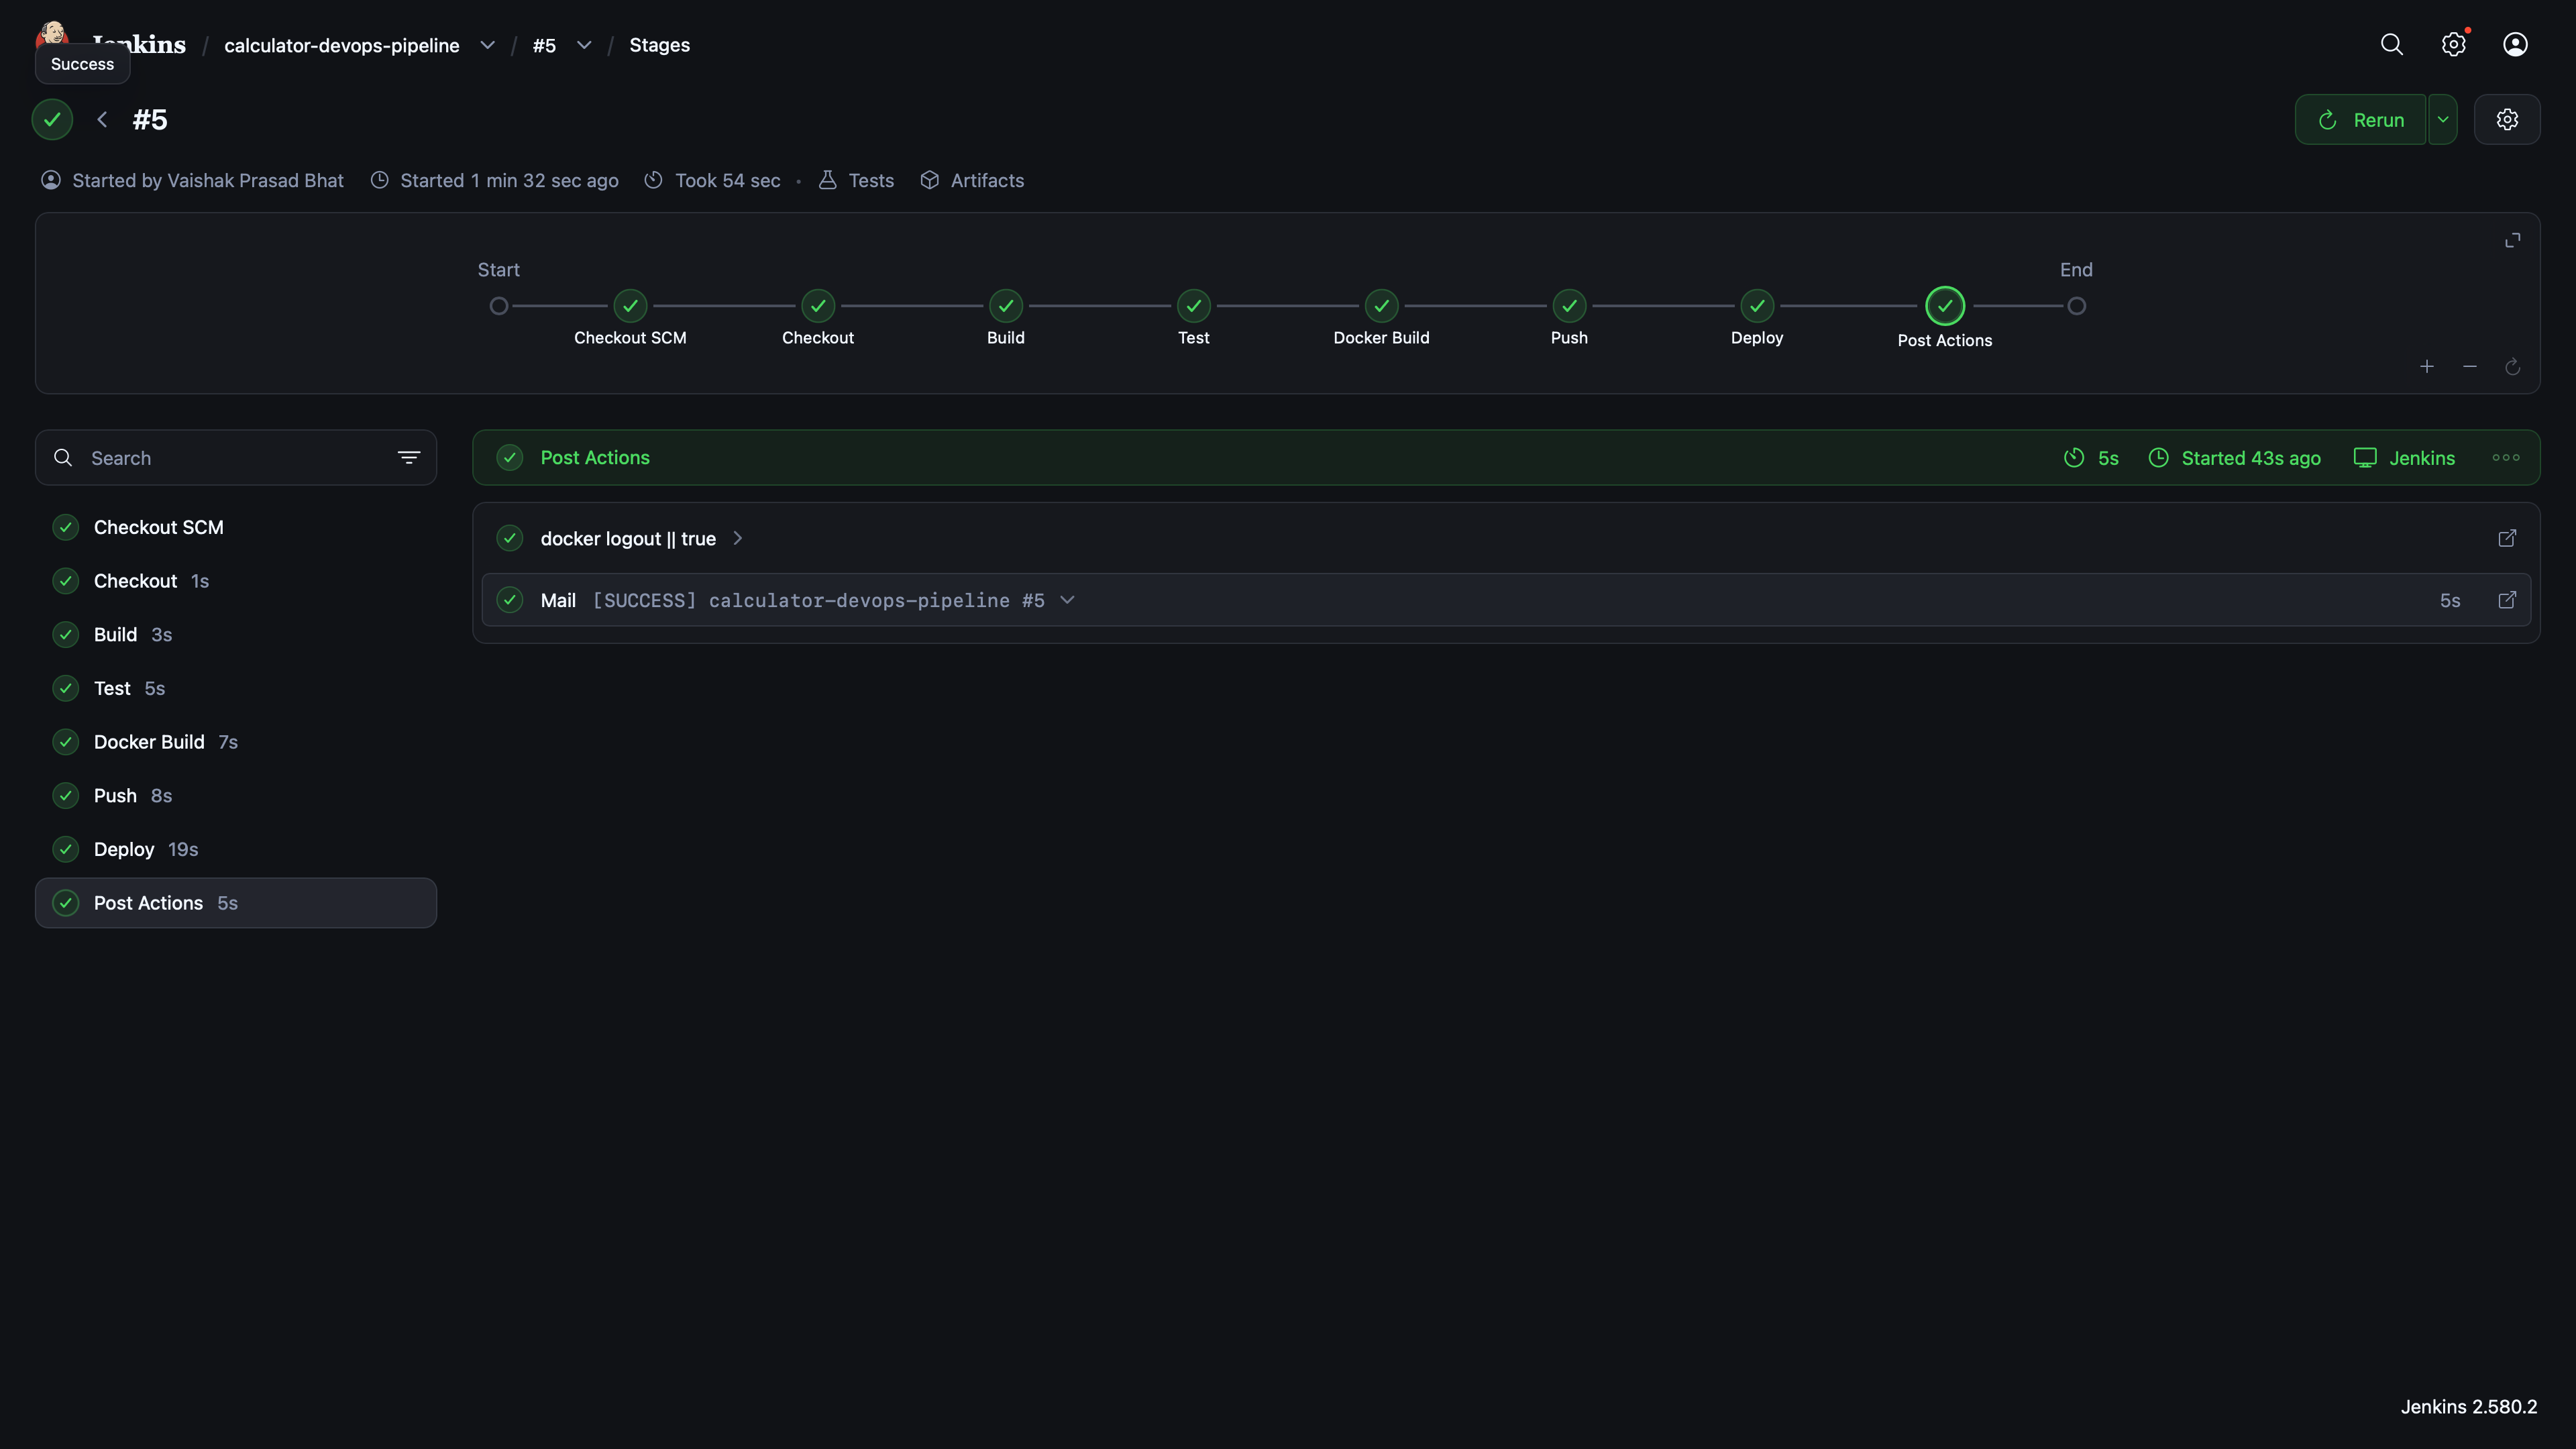 Jenkins / calculator-devops-pipeline / #5 / Stages
Success
#5
Rerun
Started by Vaishak Prasad Bhat Started 1 min 32 sec ago Took 54 sec Tests Artifacts
Start
End
Checkout SCM
Checkout
Build
Test
Docker Build
Push
Deploy
Post Actions
Search
Checkout SCM
Checkout 1s
Build 3s
Test 5s
Docker Build 7s
Push 8s
Deploy 19s
Post Actions 5s
Post Actions 5s Started 43s ago Jenkins
docker logout || true
Mail [SUCCESS] calculator-devops-pipeline #5 5s
Jenkins 2.580.2